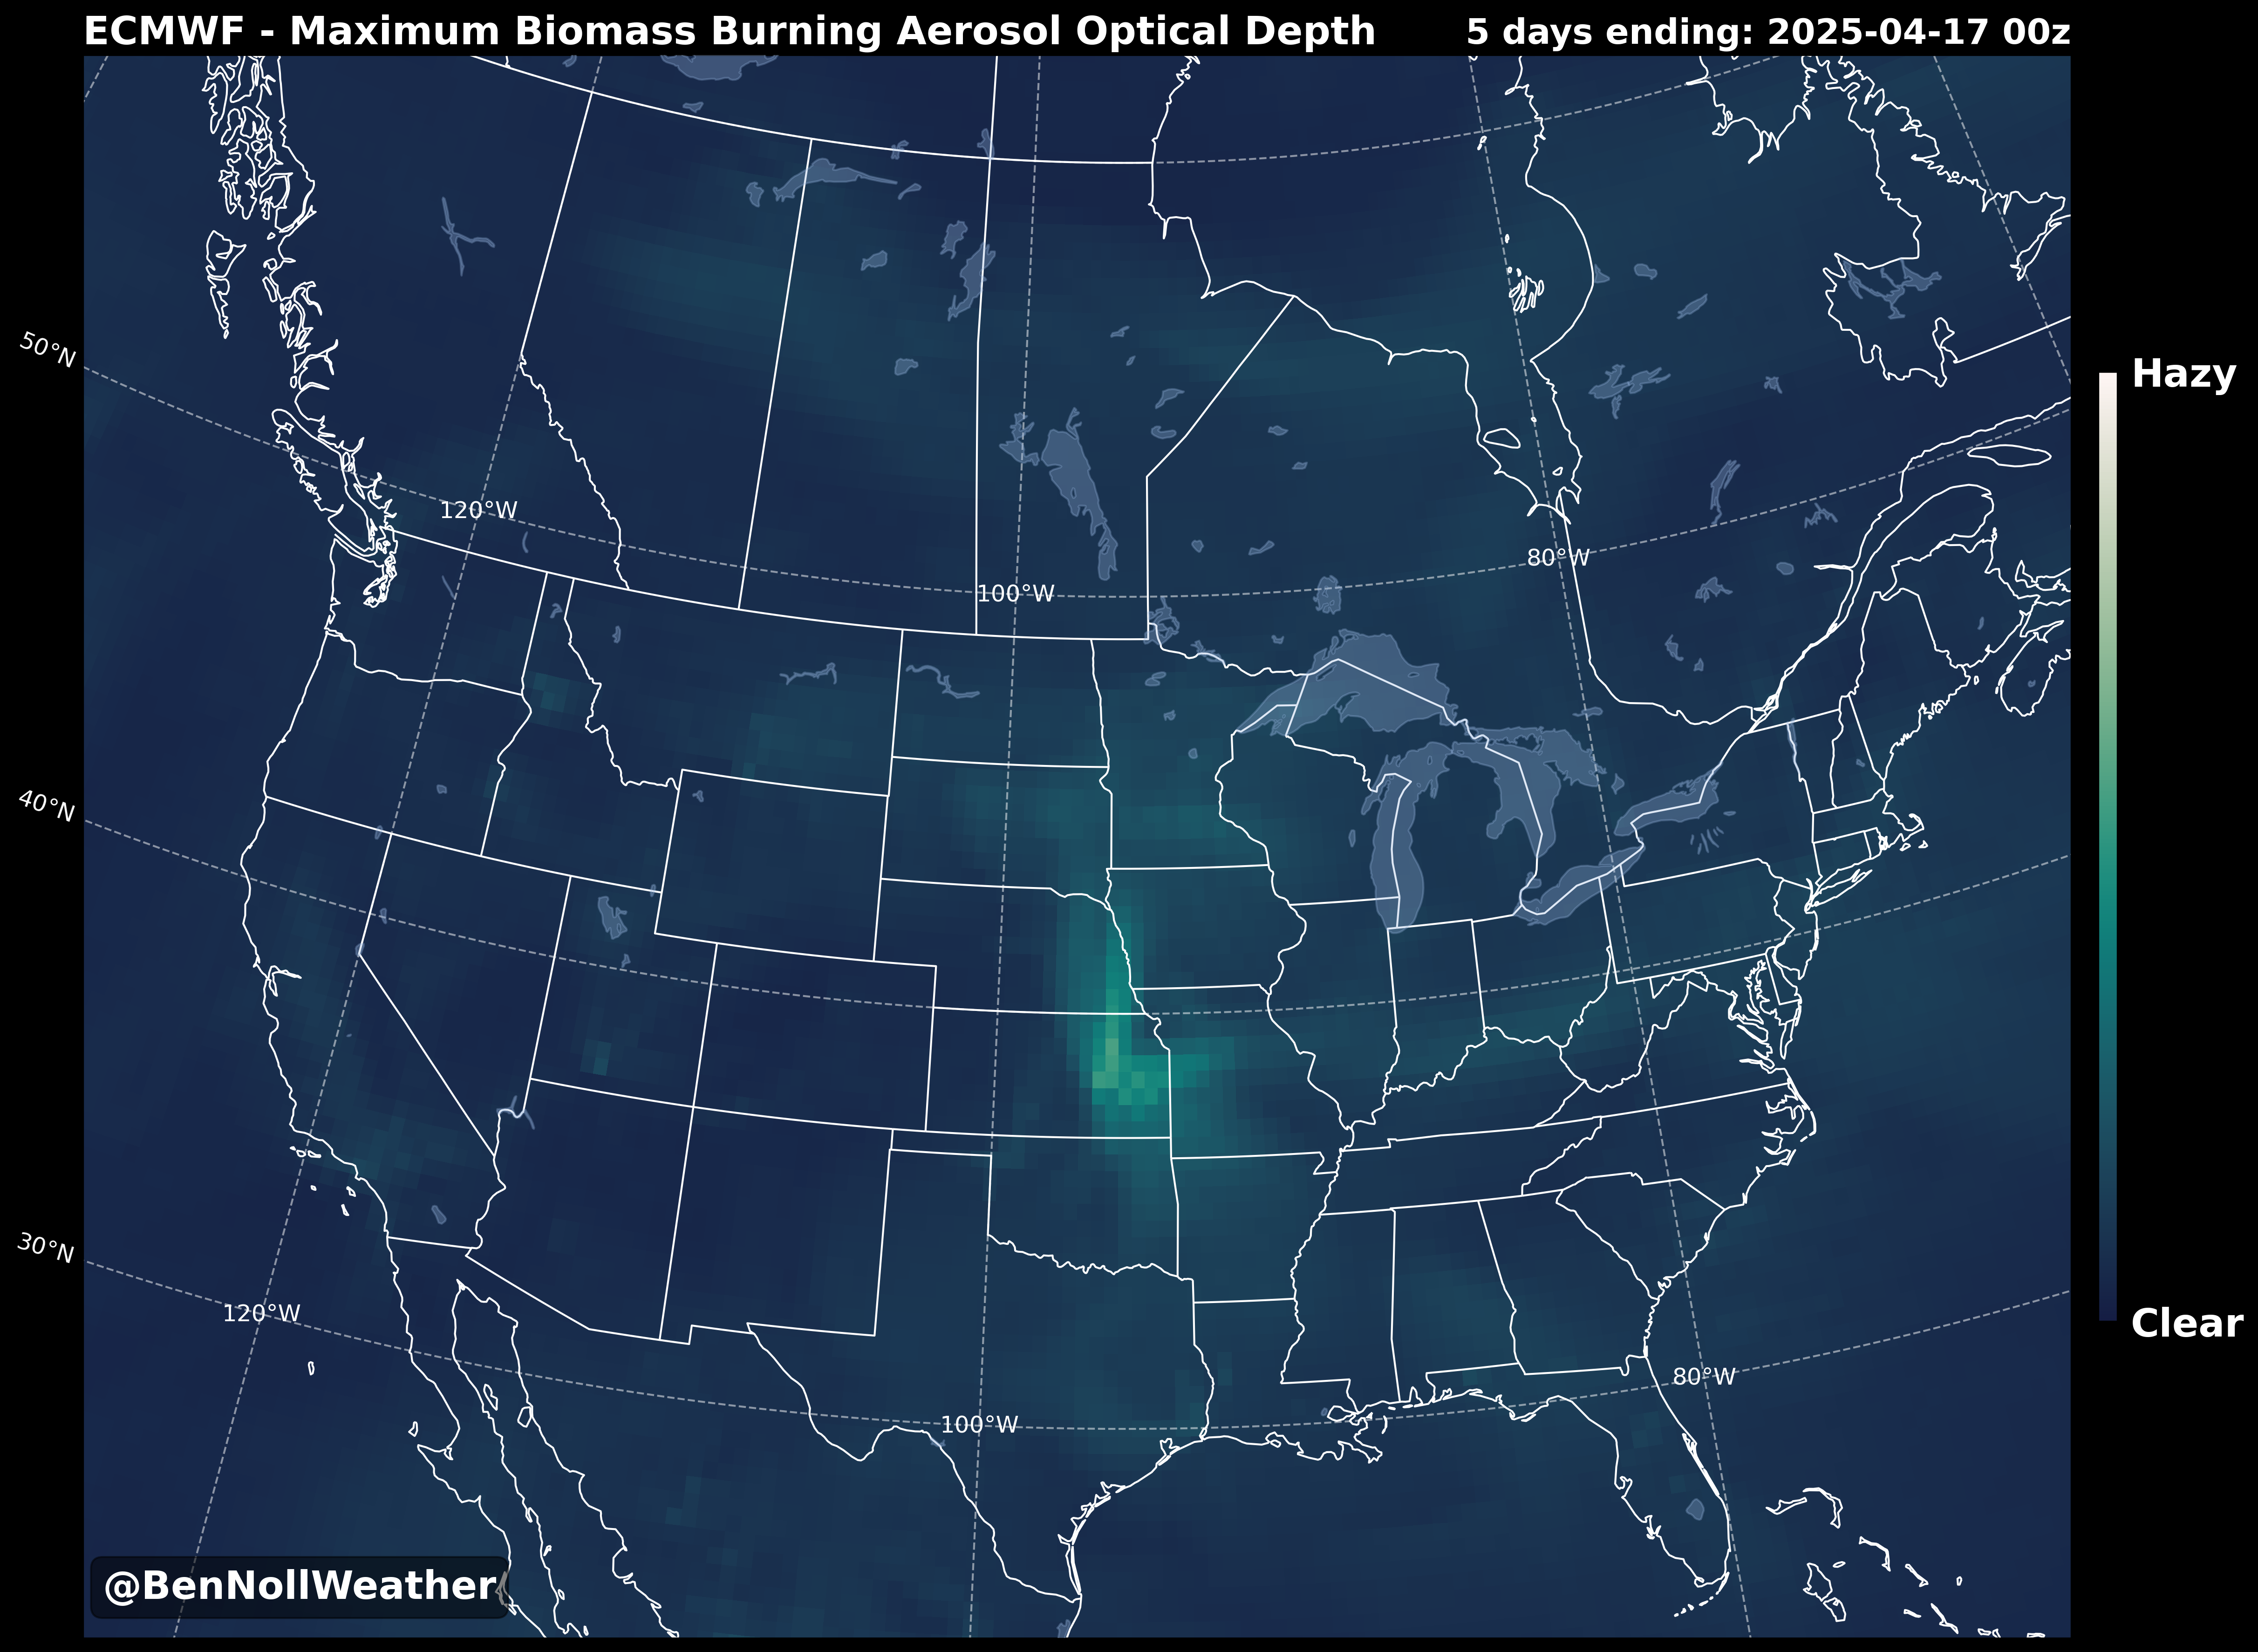 ECMWF - Maximum Biomass Burning Aerosol Optical Depth
5 days ending: 2025-04-17 00z
50°N
Hazy
120°W
80°W
100°W
40°N
30°N
120°W
Clear
80°W
100°W
@BenNollWeather